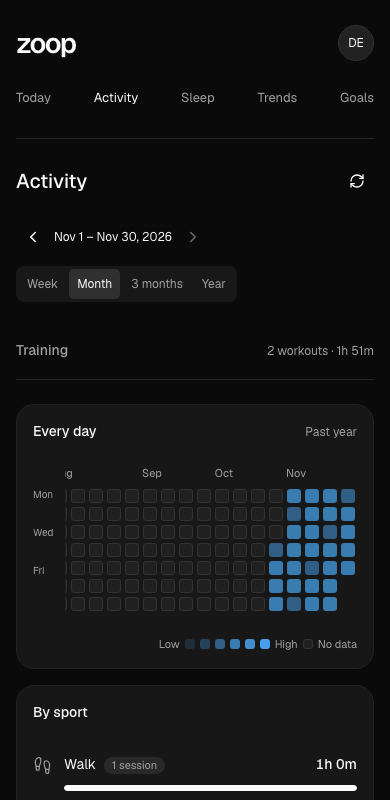 zoop
DE
Today Activity Sleep Trends Goals
Activity
Nov 1 – Nov 30, 2026
Week Month 3 months Year
Training 2 workouts · 1h 51m
Every day Past year
Sep Oct Nov
Mon
Wed
Fri
Low High No data
By sport
Walk 1 session 1h 0m